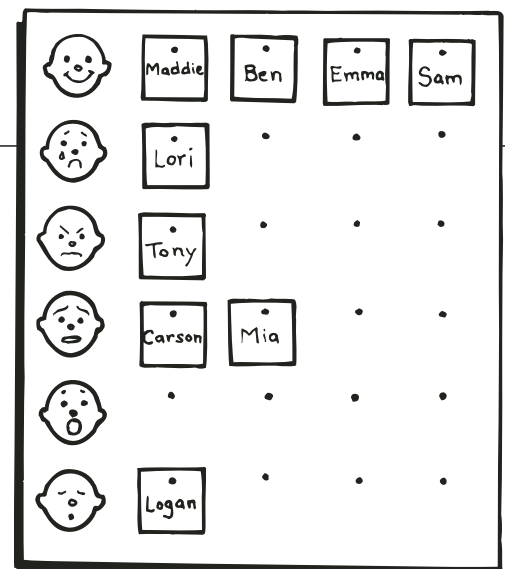 Maddie Ben Emma Sam
Lori
Tony
Carson Mia
Logan